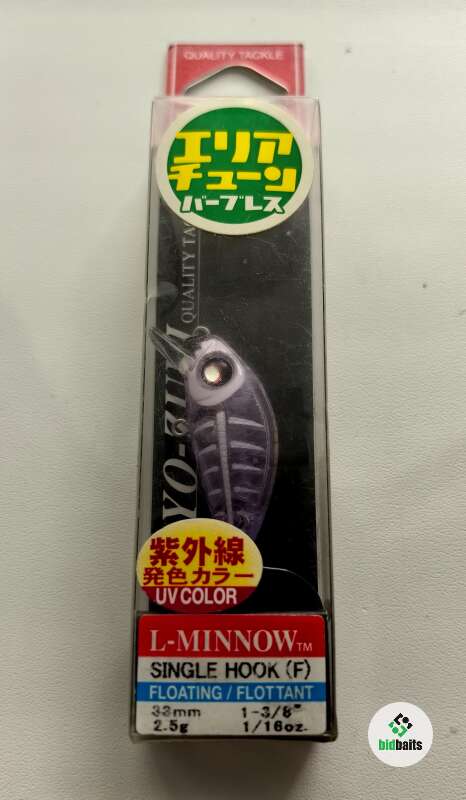 QUALITY TACKLE
エリア
チューン
バーブレス
YO-ZURI
QUALITY TA
紫外線
発色カラー
UV COLOR
L-MINNOW™
SINGLE HOOK (F)
FLOATING / FLOTTANT
33mm 1-3/8"
2.5g 1/16oz.
bidbaits